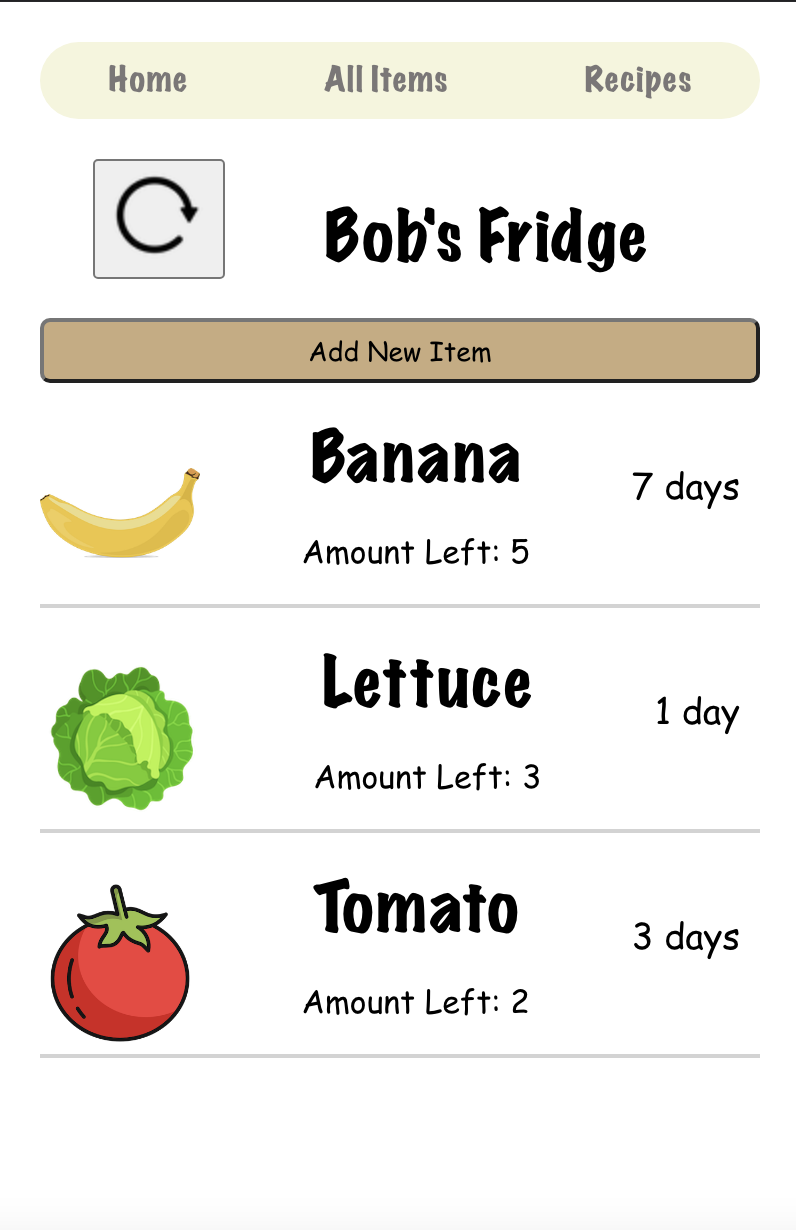 Home All Items Recipes
Bob's Fridge
Add New Item
Banana
7 days
Amount Left: 5
Lettuce
1 day
Amount Left: 3
Tomato
3 days
Amount Left: 2